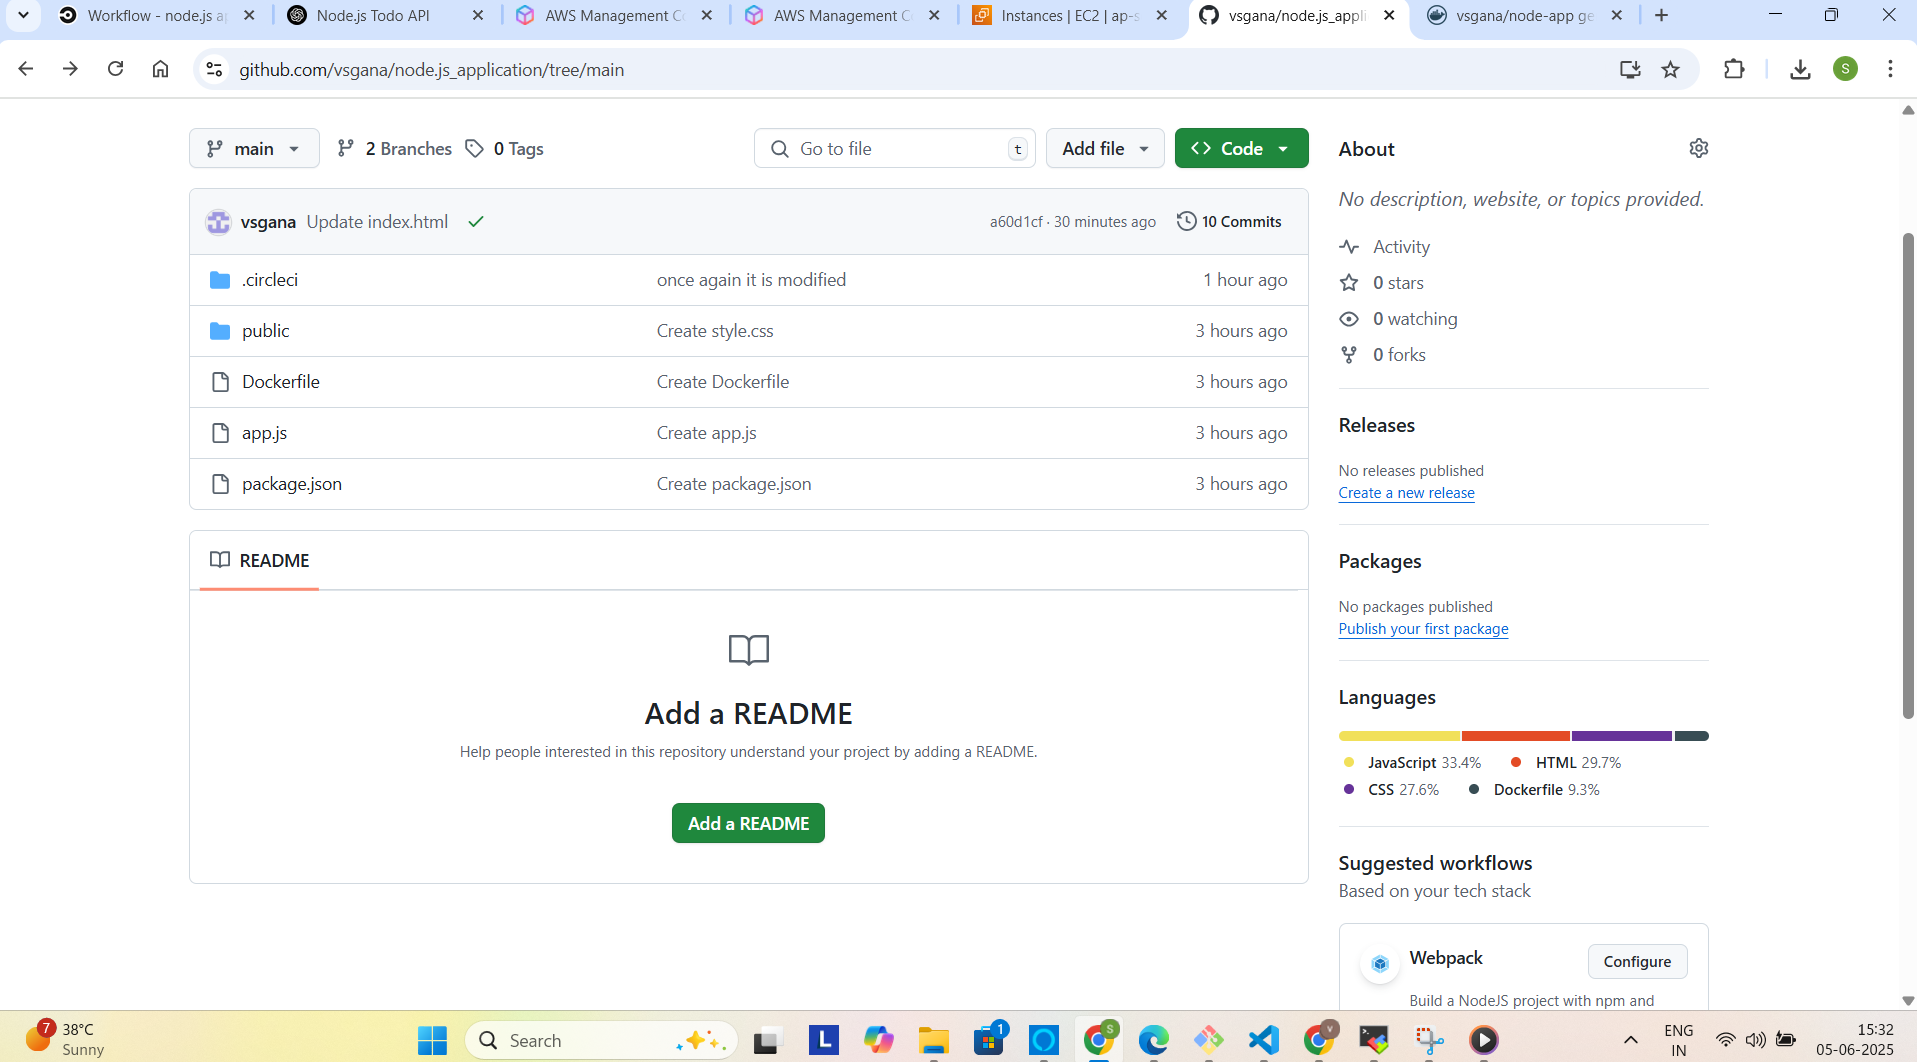 Workflow - node.js ap
Node.js Todo API
AWS Management Co
AWS Management Co
Instances | EC2 | ap-s
vsgana/node.js_appli
vsgana/node-app ge
github.com/vsgana/node.js_application/tree/main
S
main
2 Branches
0 Tags
Go to file
t
Add file
<> Code
vsgana Update index.html
a60d1cf · 30 minutes ago
10 Commits
.circleci
once again it is modified
1 hour ago
public
Create style.css
3 hours ago
Dockerfile
Create Dockerfile
3 hours ago
app.js
Create app.js
3 hours ago
package.json
Create package.json
3 hours ago
README
Add a README
Help people interested in this repository understand your project by adding a README.
Add a README
About
No description, website, or topics provided.
Activity
0 stars
0 watching
0 forks
Releases
No releases published
Create a new release
Packages
No packages published
Publish your first package
Languages
JavaScript 33.4%
HTML 29.7%
CSS 27.6%
Dockerfile 9.3%
Suggested workflows
Based on your tech stack
Webpack
Configure
Build a NodeJS project with npm and
7
38°C
Sunny
Search
L
1
S
V
ENG
IN
15:32
05-06-2025